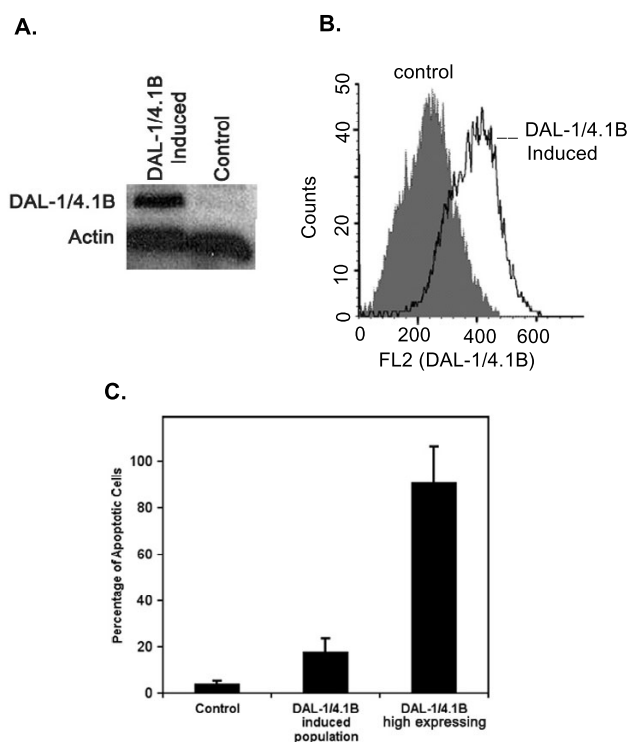 A.
DAL-1/4.1B
Induced
Control
DAL-1/4.1B
Actin
B.
control
DAL-1/4.1B
Induced
Counts
50
40
20
10
0
0
200
400
600
FL2 (DAL-1/4.1B)
C.
Percentage of Apoptotic Cells
100
80
60
40
20
0
Control
DAL-1/4.1B
induced
population
DAL-1/4.1B
high expressing